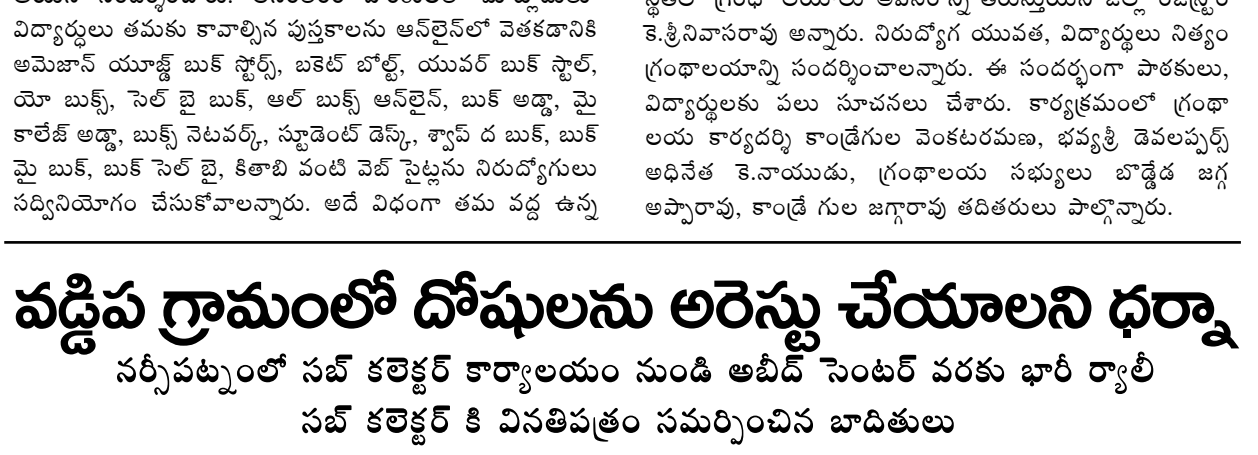 విద్యార్ధులు తమకు కావాల్సిన పుస్తకాలను ఆన్‌లైన్‌లో వెతకడానికి
అమెజాన్ యూజ్డ్ బుక్ స్టోర్స్, బకెట్ బోల్ట్, యువర్ బుక్ స్టాల్,
యో బుక్స్, సెల్ బై బుక్, ఆల్ బుక్స్ ఆన్‌లైన్, బుక్ అడ్డా, మై
కాలేజ్ అడ్డా, బుక్స్ నెటవర్క్, స్టూడెంట్ డెస్క్, శ్వాప్ ద బుక్, బుక్
మై బుక్, బుక్ సెల్ బై, కితాబి వంటి వెబ్ సైట్లను నిరుద్యోగులు
సద్వినియోగం చేసుకోవాలన్నారు. అదే విధంగా తమ వద్ద ఉన్న
కె.శ్రీనివాసరావు అన్నారు. నిరుద్యోగ యువత, విద్యార్థులు నిత్యం
గ్రంథాలయాన్ని సందర్శించాలన్నారు. ఈ సందర్భంగా పాఠకులు,
విద్యార్థులకు పలు సూచనలు చేశారు. కార్యక్రమంలో గ్రంథా
లయ కార్యదర్శి కాండ్రేగుల వెంకటరమణ, భవ్యశ్రీ డెవలప్పర్స్
అధినేత కె.నాయుడు, గ్రంథాలయ సభ్యులు బొడ్డేడ జగ్గ
అప్పారావు, కాండ్రే గుల జగ్గారావు తదితరులు పాల్గొన్నారు.
వడ్డిప గ్రామంలో దోషులను అరెస్టు చేయాలని ధర్నా
నర్సీపట్నంలో సబ్ కలెక్టర్ కార్యాలయం నుండి అబీద్ సెంటర్ వరకు భారీ ర్యాలీ
సబ్ కలెక్టర్ కి వినతిపత్రం సమర్పించిన బాదితులు